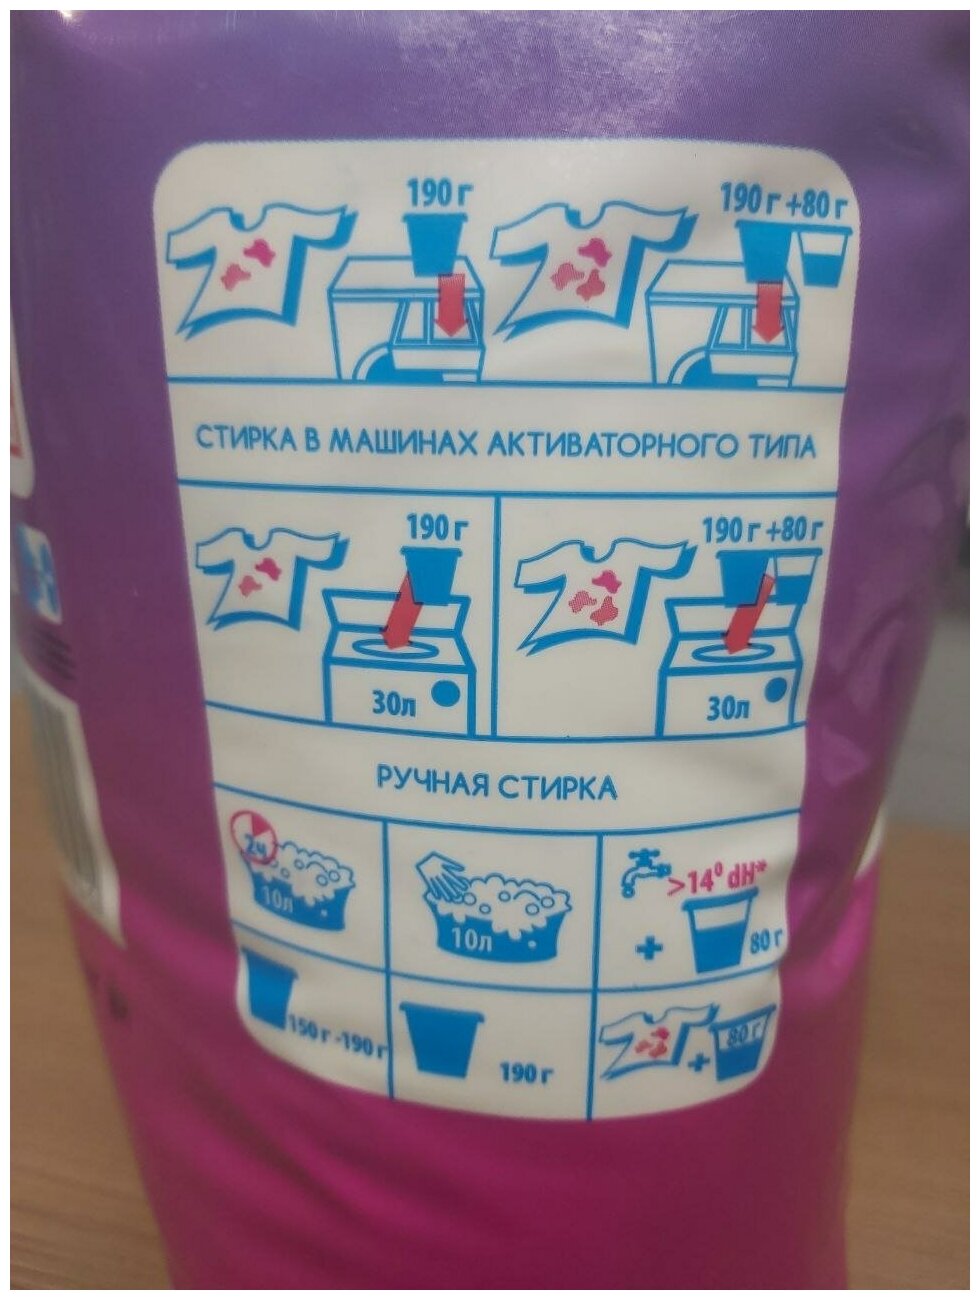 190 г
190 г +80 г
СТИРКА В МАШИНАХ АКТИВАТОРНОГО ТИПА
190 г
190 г +80 г
30л
30л
РУЧНАЯ СТИРКА
2ч
10л
10л
>14⁰ dH*
+
80 г
150 г -190 г
190 г
+
80 г